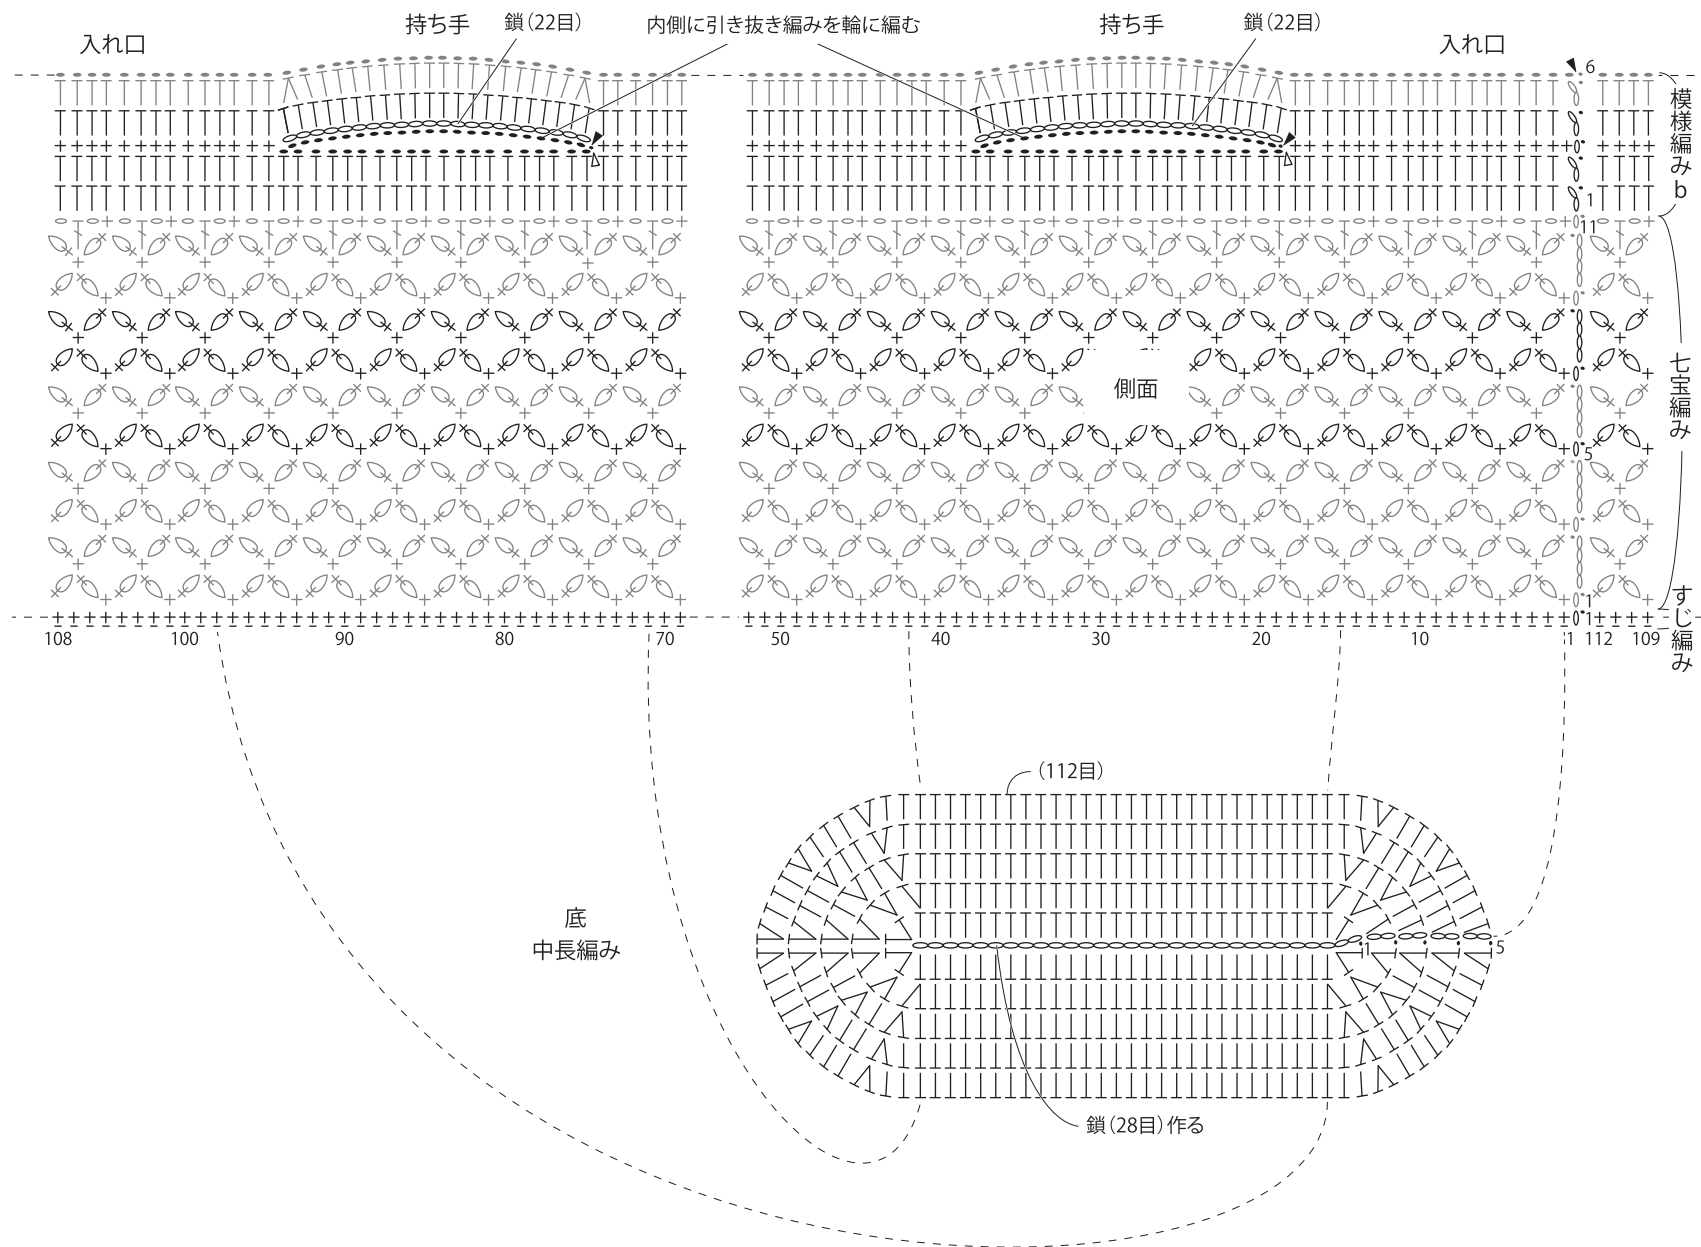 入れ口
持ち手
鎖（22目）
内側に引き抜き編みを輪に編む
持ち手
鎖（22目）
入れ口
6
模様編みb
1
11
七宝編み
側面
5
1
1
すじ編み
108 100 90 80 70 50 40 30 20 10 1 112 109
（112目）
底
中長編み
1
5
鎖（28目）作る